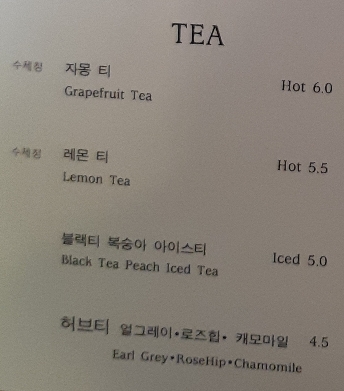 TEA
수제청 자몽 티
Grapefruit Tea Hot 6.0
수제청 레몬 티
Lemon Tea Hot 5.5
블랙티 복숭아 아이스티
Black Tea Peach Iced Tea Iced 5.0
허브티 얼그레이•로즈힙• 캐모마일 4.5
Earl Grey•RoseHip•Chamomile